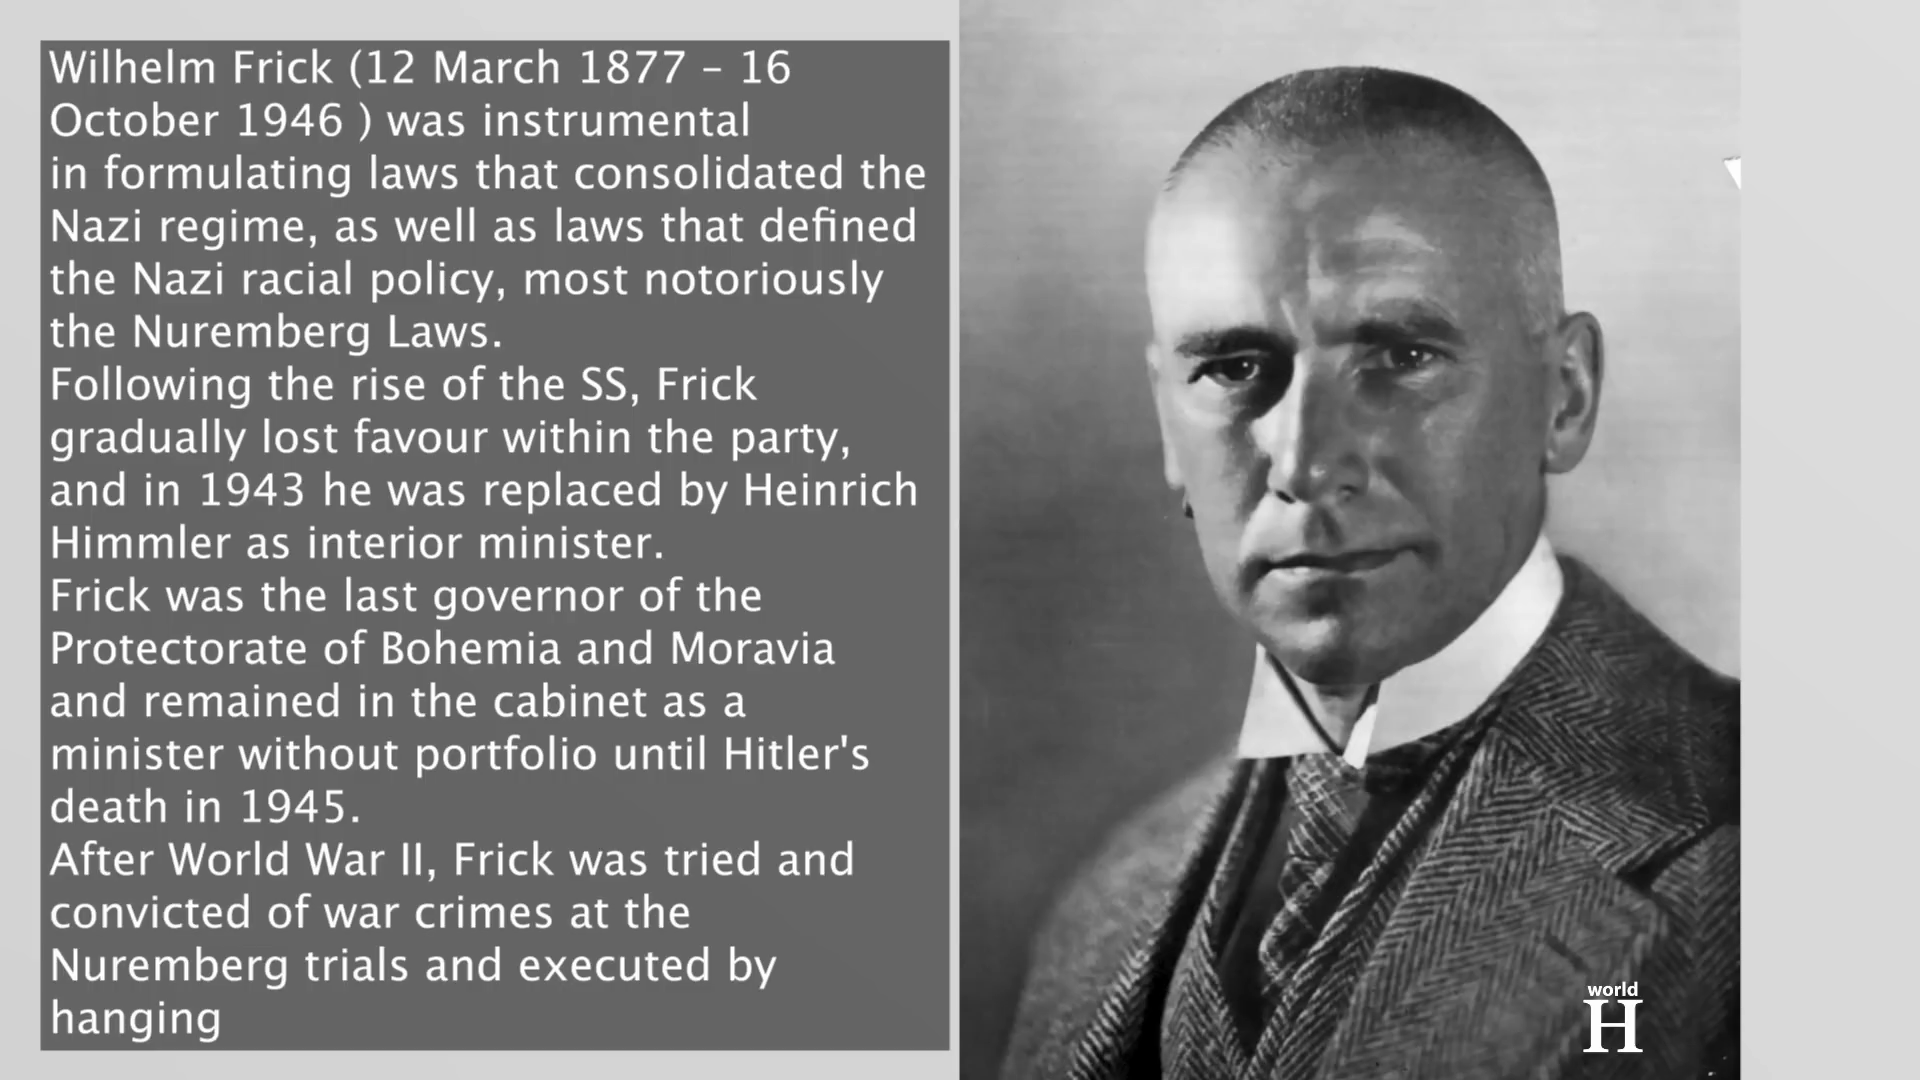 Wilhelm Frick (12 March 1877 – 16
October 1946 ) was instrumental
in formulating laws that consolidated the
Nazi regime, as well as laws that defined
the Nazi racial policy, most notoriously
the Nuremberg Laws.
Following the rise of the SS, Frick
gradually lost favour within the party,
and in 1943 he was replaced by Heinrich
Himmler as interior minister.
Frick was the last governor of the
Protectorate of Bohemia and Moravia
and remained in the cabinet as a
minister without portfolio until Hitler's
death in 1945.
After World War II, Frick was tried and
convicted of war crimes at the
Nuremberg trials and executed by
hanging
world
H